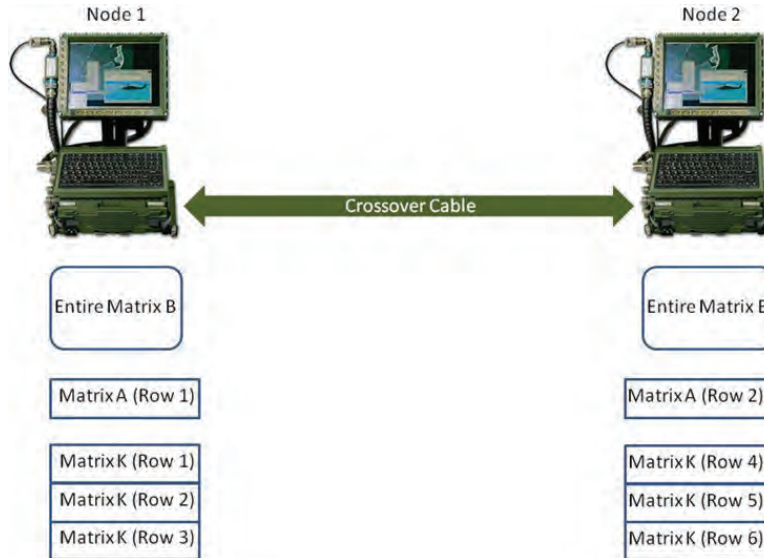 Node 1
Node 2
Crossover Cable
Entire Matrix B
Entire Matrix
Matrix A (Row 1)
Matrix A (Row 2)
Matrix K (Row 1)
Matrix K (Row 4)
Matrix K (Row 2)
Matrix K (Row 5)
Matrix K (Row 3)
Matrix K (Row 6)